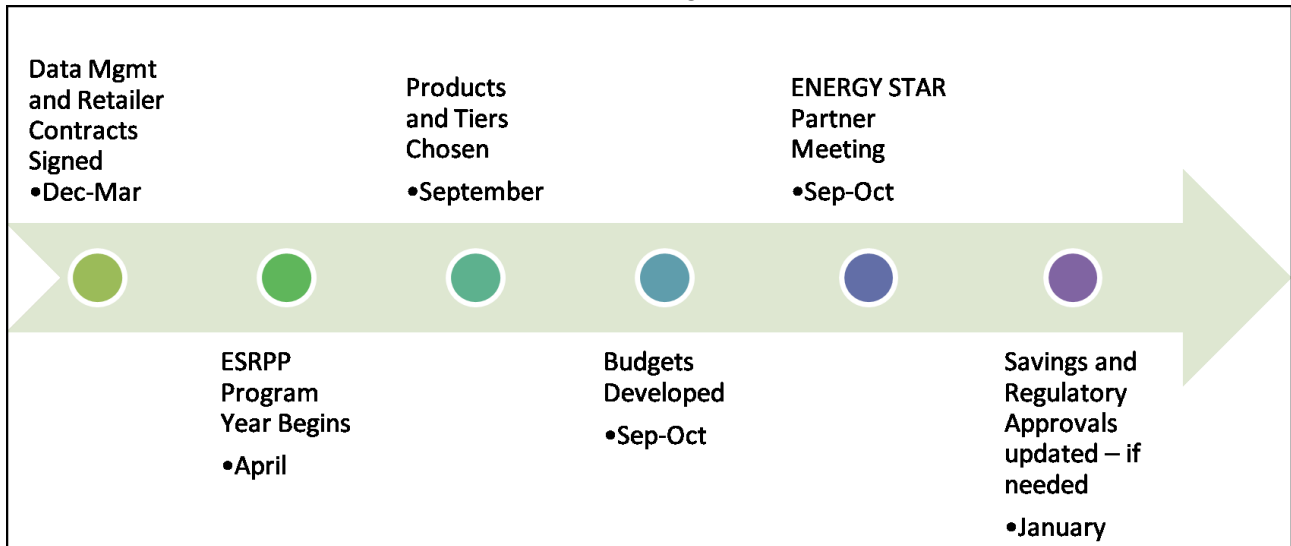 Data Mgmt
and Retailer
Contracts
Signed
•Dec-Mar
ESRPP
Program
Year Begins
•April
Products
and Tiers
Chosen
•September
Budgets
Developed
•Sep-Oct
ENERGY STAR
Partner
Meeting
•Sep-Oct
Savings and
Regulatory
Approvals
updated – if
needed
•January